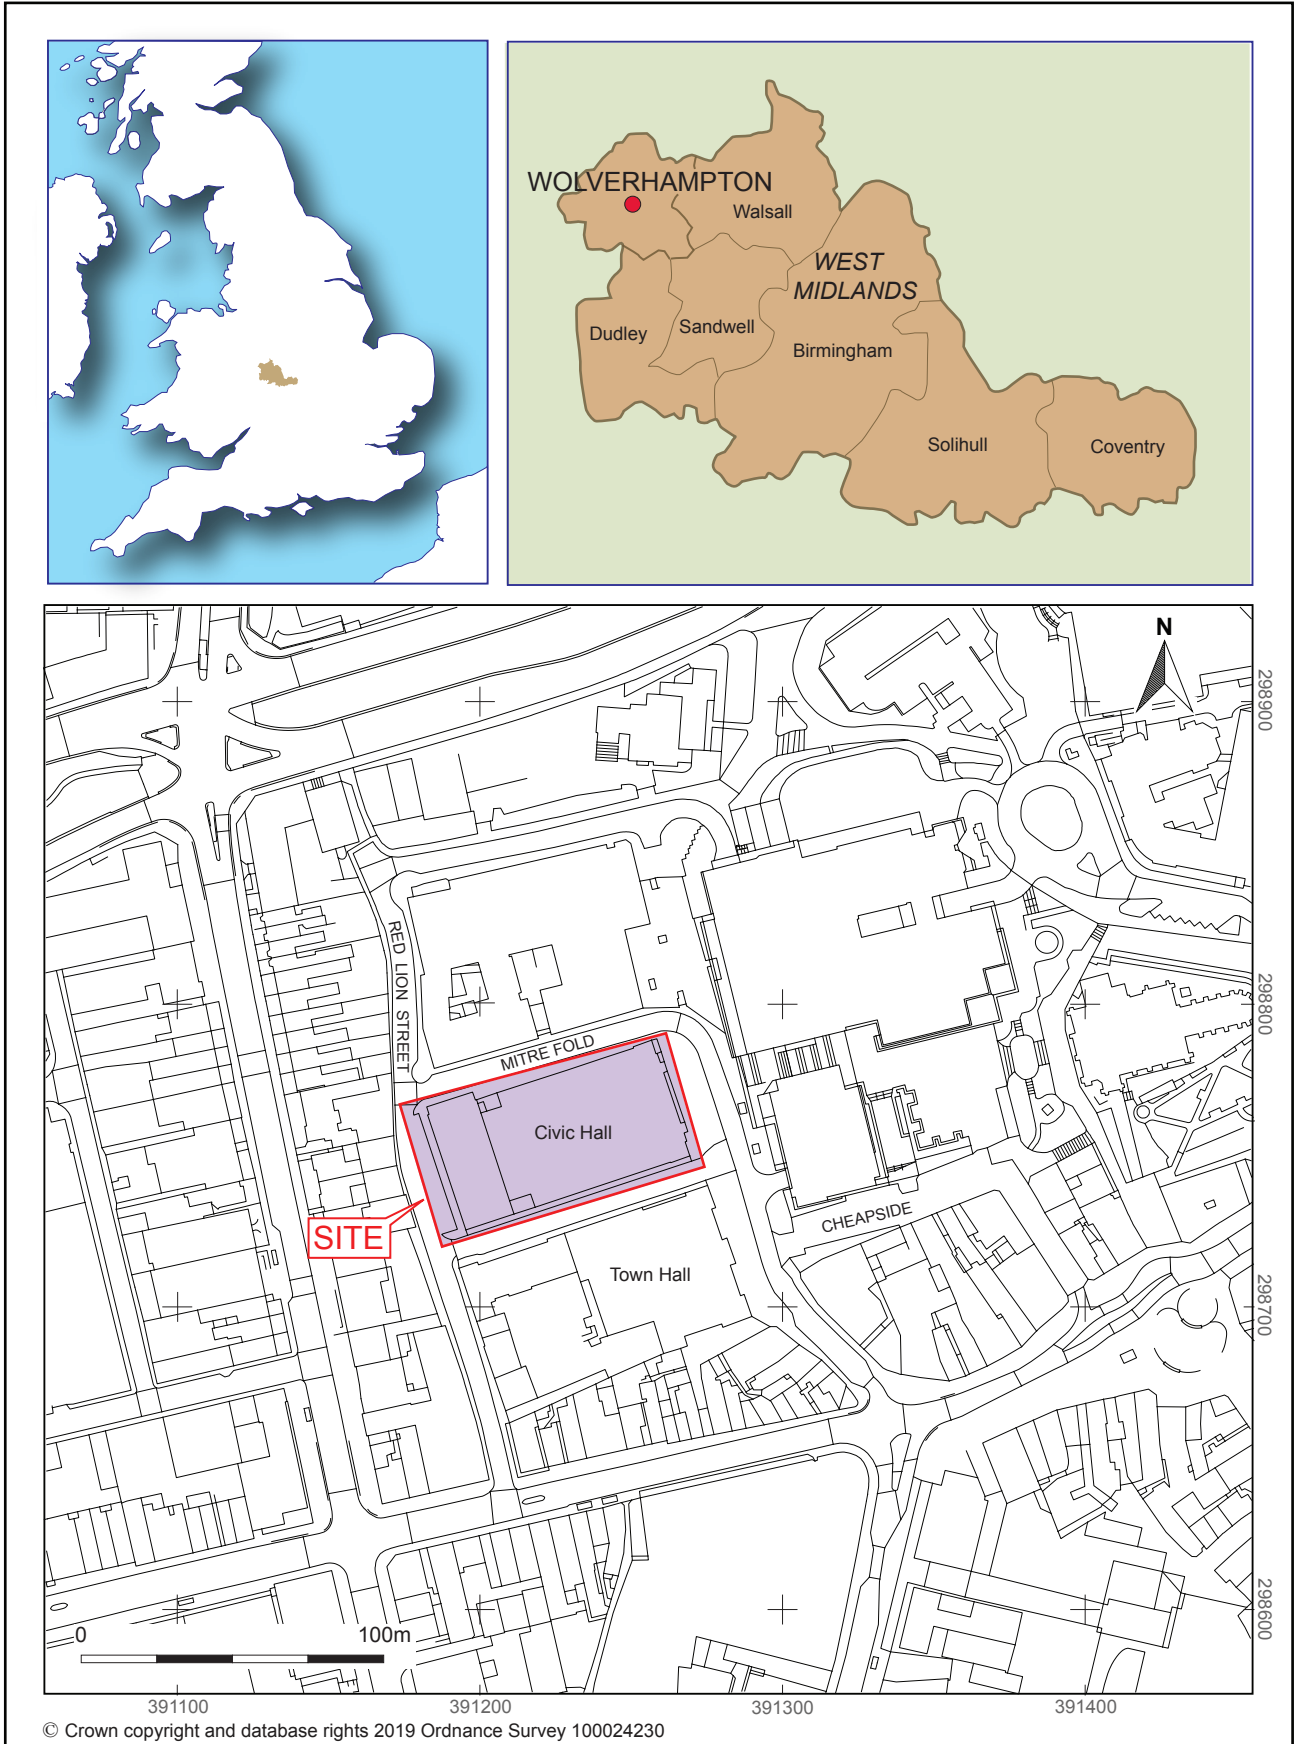 WOLVERHAMPTON
Walsall
WEST
MIDLANDS
Dudley
Sandwell
Birmingham
Solihull
Coventry
N
298900
RED LION STREET
298800
MITRE FOLD
Civic Hall
SITE
CHEAPSIDE
Town Hall
298700
298600
0 100m
391100 391200 391300 391400
© Crown copyright and database rights 2019 Ordnance Survey 100024230